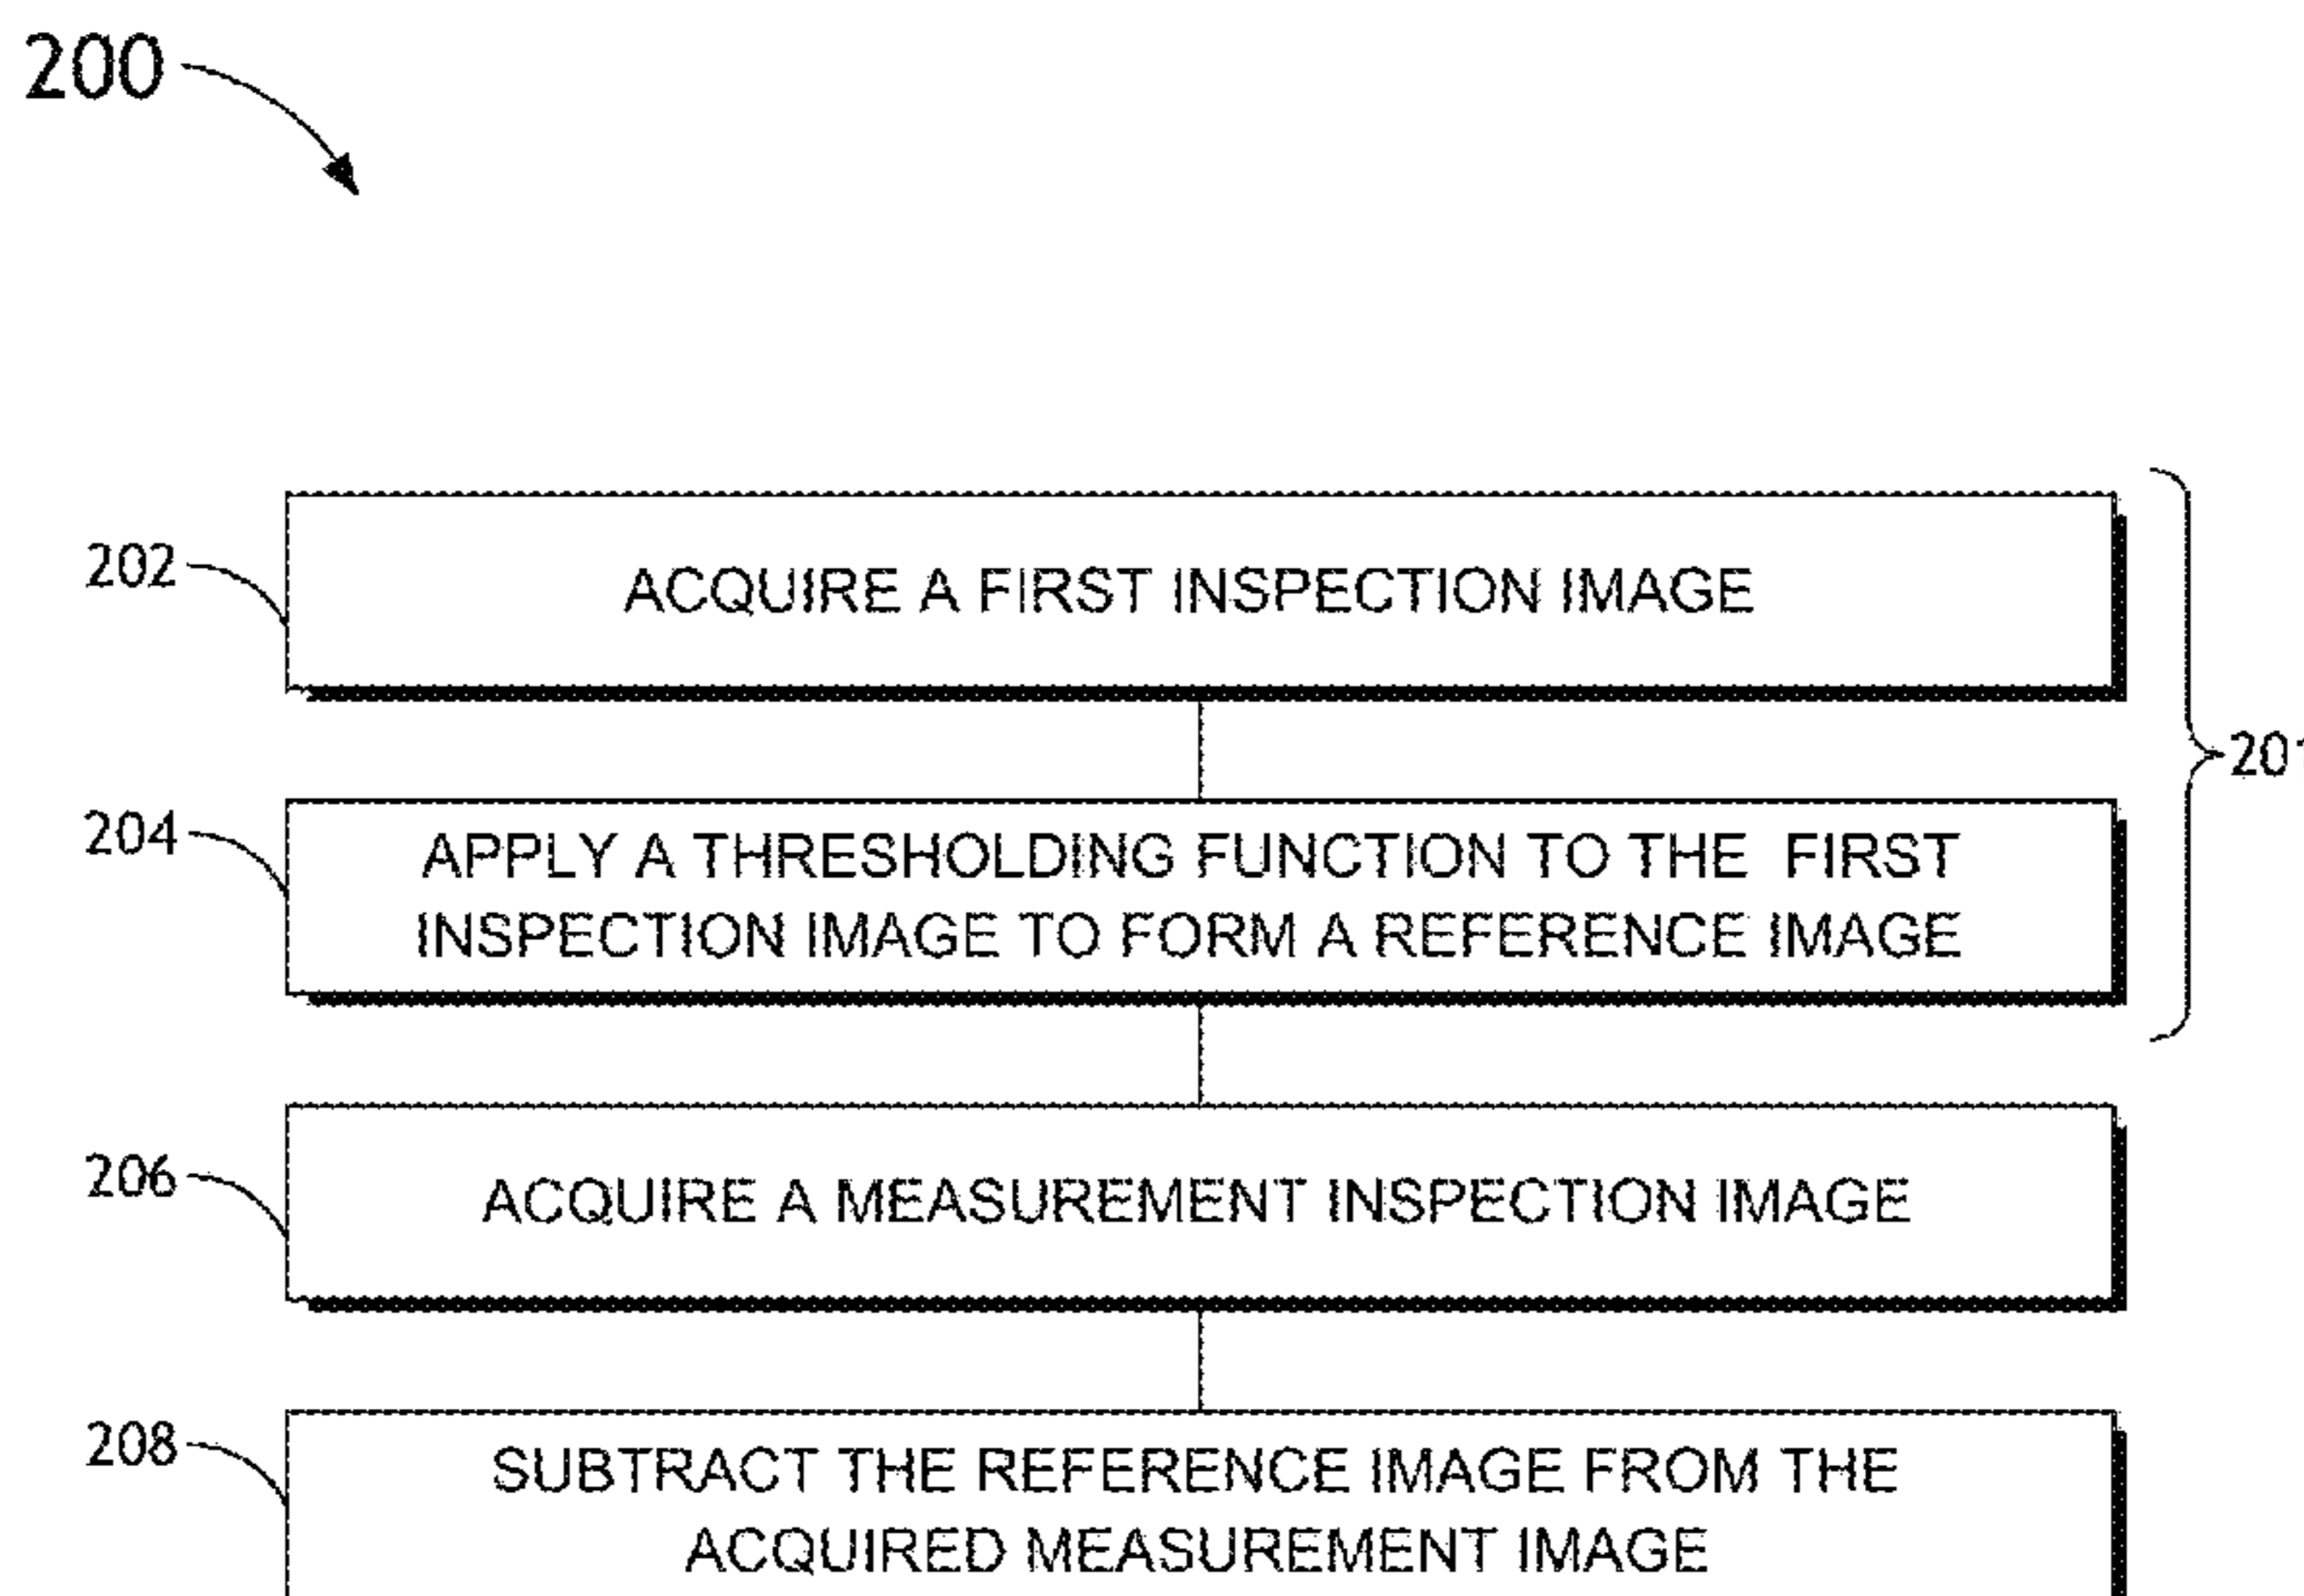 200
202
ACQUIRE A FIRST INSPECTION IMAGE
201
204
APPLY A THRESHOLDING FUNCTION TO THE FIRST
INSPECTION IMAGE TO FORM A REFERENCE IMAGE
206
ACQUIRE A MEASUREMENT INSPECTION IMAGE
208
SUBTRACT THE REFERENCE IMAGE FROM THE
ACQUIRED MEASUREMENT IMAGE